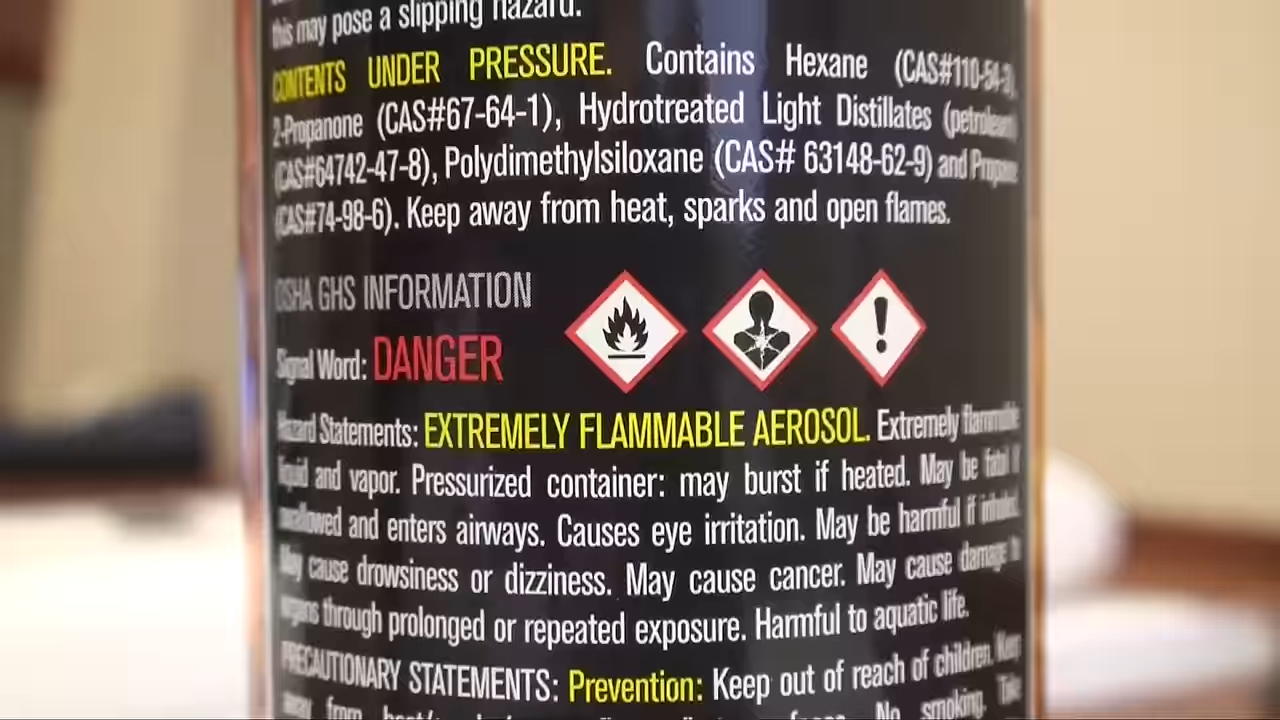 this may pose a slipping hazard.
CONTENTS UNDER PRESSURE. Contains Hexane (CAS#110-54-3),
2-Propanone (CAS#67-64-1), Hydrotreated Light Distillates (petroleum)
(CAS#64742-47-8), Polydimethylsiloxane (CAS# 63148-62-9) and Propane
(CAS#74-98-6). Keep away from heat, sparks and open flames.
OSHA GHS INFORMATION
Signal Word: DANGER
Hazard Statements: EXTREMELY FLAMMABLE AEROSOL. Extremely flammable
liquid and vapor. Pressurized container: may burst if heated. May be fatal if
swallowed and enters airways. Causes eye irritation. May be harmful if inhaled.
May cause drowsiness or dizziness. May cause cancer. May cause damage to
organs through prolonged or repeated exposure. Harmful to aquatic life.
PRECAUTIONARY STATEMENTS: Prevention: Keep out of reach of children. Keep
away from No smoking. Take